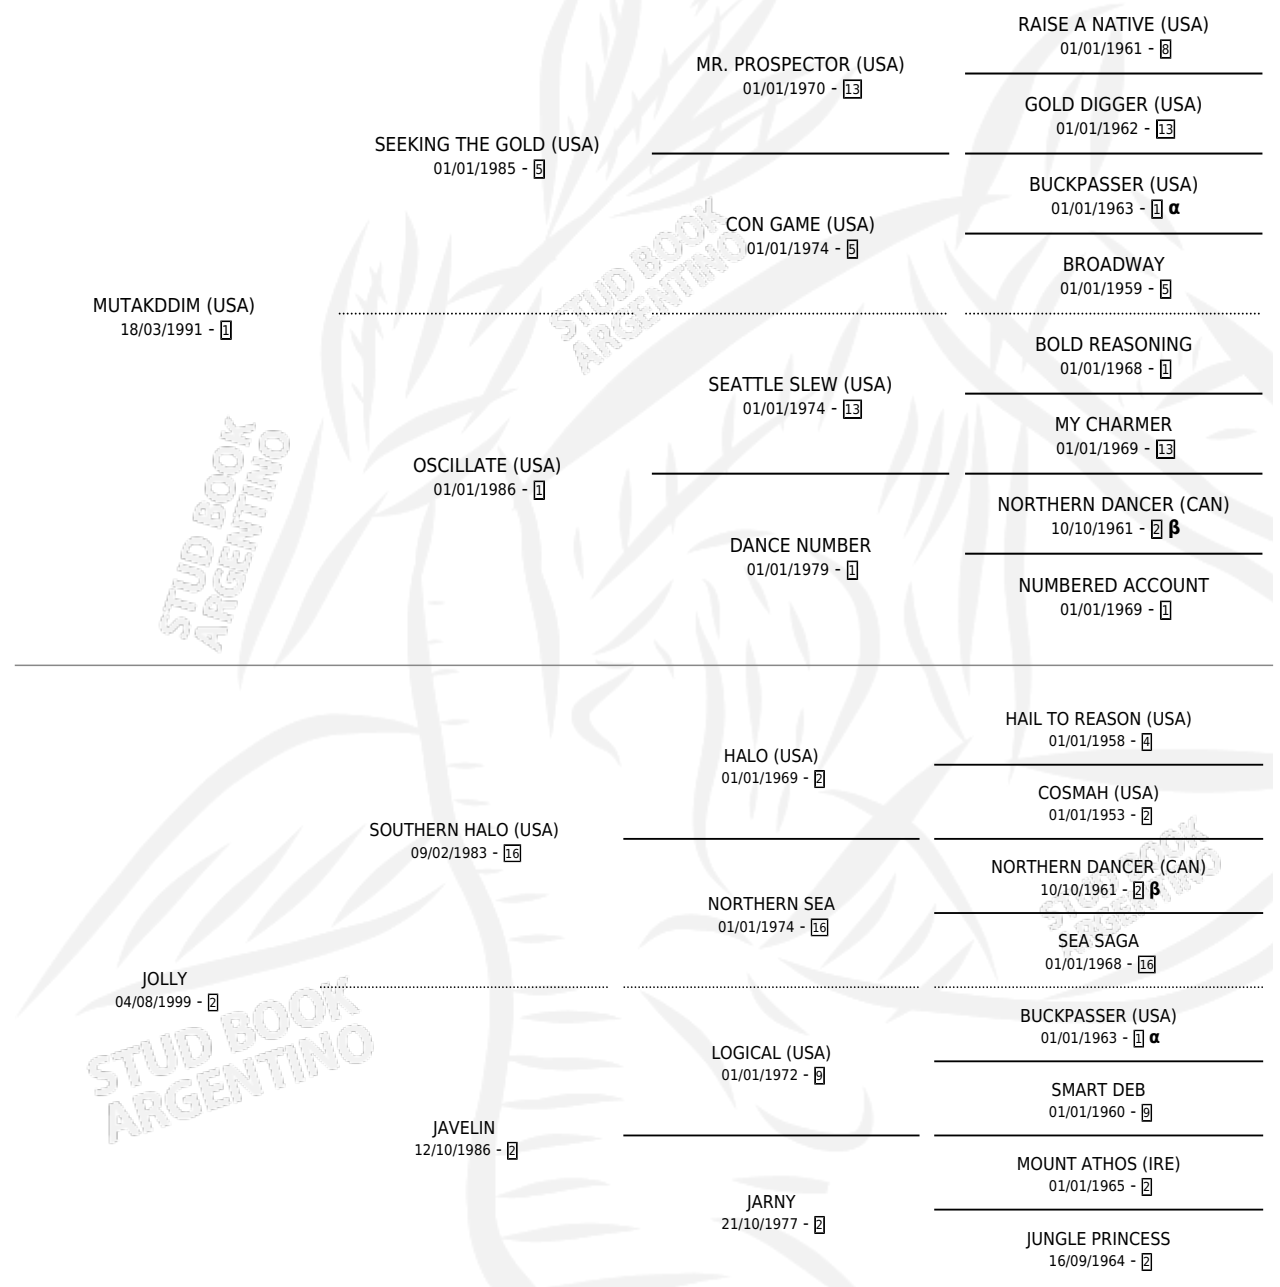 RAISE A NATIVE (USA)
01/01/1961 - 8
MR. PROSPECTOR (USA)
01/01/1970 - 13
GOLD DIGGER (USA)
01/01/1962 - 13
SEEKING THE GOLD (USA)
01/01/1985 - 5
BUCKPASSER (USA)
01/01/1963 - 1 α
CON GAME (USA)
01/01/1974 - 5
BROADWAY
01/01/1959 - 5
MUTAKDDIM (USA)
18/03/1991 - 1
BOLD REASONING
01/01/1968 - 1
SEATTLE SLEW (USA)
01/01/1974 - 13
MY CHARMER
01/01/1969 - 13
OSCILLATE (USA)
01/01/1986 - 1
NORTHERN DANCER (CAN)
10/10/1961 - 2 β
DANCE NUMBER
01/01/1979 - 1
NUMBERED ACCOUNT
01/01/1969 - 1
HAIL TO REASON (USA)
01/01/1958 - 4
HALO (USA)
01/01/1969 - 2
COSMAH (USA)
01/01/1953 - 2
SOUTHERN HALO (USA)
09/02/1983 - 16
NORTHERN DANCER (CAN)
10/10/1961 - 2 β
NORTHERN SEA
01/01/1974 - 16
SEA SAGA
01/01/1968 - 16
JOLLY
04/08/1999 - 2
BUCKPASSER (USA)
01/01/1963 - 1 α
LOGICAL (USA)
01/01/1972 - 9
SMART DEB
01/01/1960 - 9
JAVELIN
12/10/1986 - 2
MOUNT ATHOS (IRE)
01/01/1965 - 2
JARNY
21/10/1977 - 2
JUNGLE PRINCESS
16/09/1964 - 2
STUD BOOK
ARGENTINO
STUD BOOK
ARGENTINO
STUD BOOK
ARGENTINO
STUD BOOK
ARGENTINO